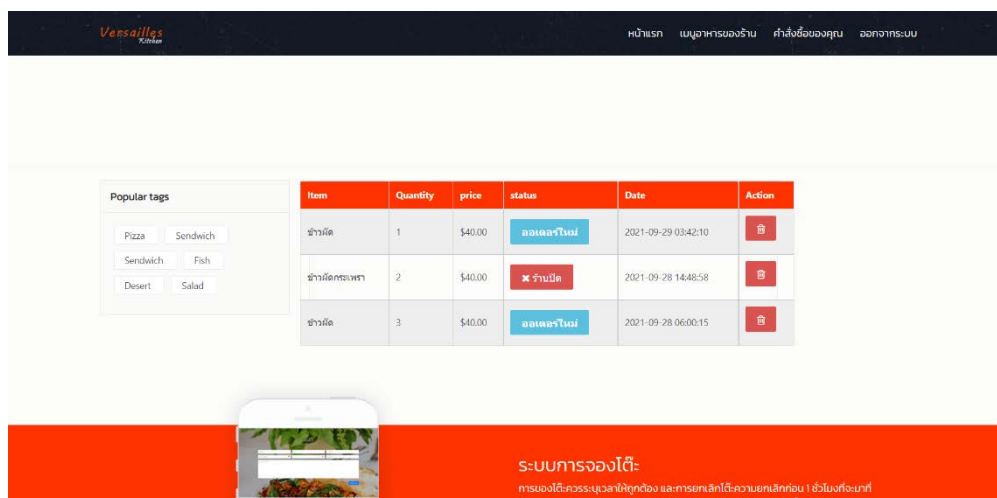 Versailles
Kitchen
หน้าแรก เมนูอาหารของร้าน คำสั่งซื้อของคุณ ออกจากระบบ
Popular tags
Pizza Sendwich
Sendwich Fish
Desert Salad
Item Quantity price status Date Action
ข้าวผัด 1 $40.00 ออเดอร์ใหม่ 2021-09-29 03:42:10
ข้าวผัดกระเพรา 2 $40.00 ร้านปิด 2021-09-28 14:48:58
ข้าวผัด 3 $40.00 ออเดอร์ใหม่ 2021-09-28 06:00:15
ระบบการจองโต๊ะ
การของโต๊ะควรระบุเวลาให้ถูกต้อง และการยกเลิกโต๊ะความยกเลิกก่อน 1 ชั่วโมงที่จะมาที่